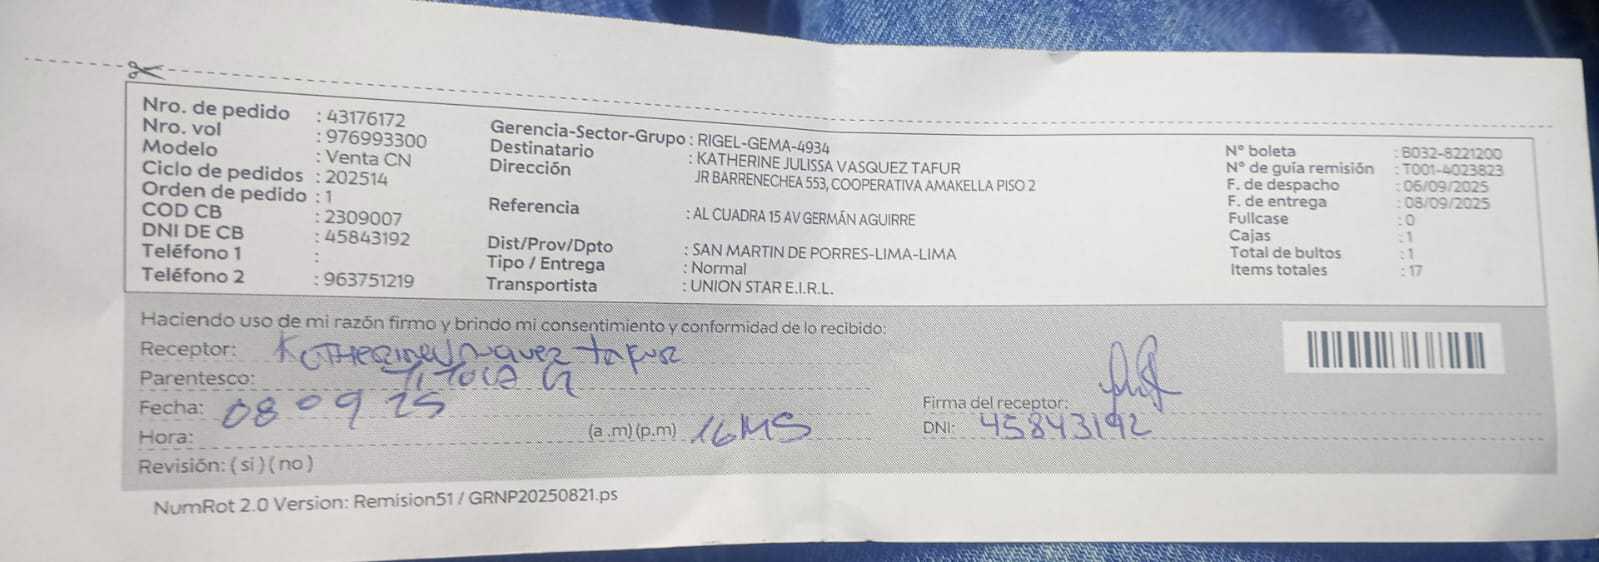 Nro. de pedido : 43176172
Nro. vol : 976993300
Modelo : Venta CN
Ciclo de pedidos : 202514
Orden de pedido : 1
COD CB : 2309007
DNI DE CB : 45843192
Teléfono 1 :
Teléfono 2 : 963751219
Gerencia-Sector-Grupo : RIGEL-GEMA-4934
Destinatario : KATHERINE JULISSA VASQUEZ TAFUR
Dirección JR BARRENECHEA 553, COOPERATIVA AMAKELLA PISO 2
Referencia : AL CUADRA 15 AV GERMÁN AGUIRRE
Dist/Prov/Dpto : SAN MARTIN DE PORRES-LIMA-LIMA
Tipo / Entrega : Normal
Transportista : UNION STAR E.I.R.L.
N° boleta : B032-8221200
N° de guía remisión : T001-4023823
F. de despacho : 06/09/2025
F. de entrega : 08/09/2025
Fullcase : 0
Cajas : 1
Total de bultos : 1
Items totales : 17
Haciendo uso de mi razón firmo y brindo mi consentimiento y conformidad de lo recibido:
Receptor: Tafur
Parentesco:
Fecha: 08 09 25
Hora: (a .m) (p.m)
Revisión: ( si ) ( no )
Firma del receptor:
DNI: 45843192
NumRot 2.0 Version: Remision51 / GRNP20250821.ps